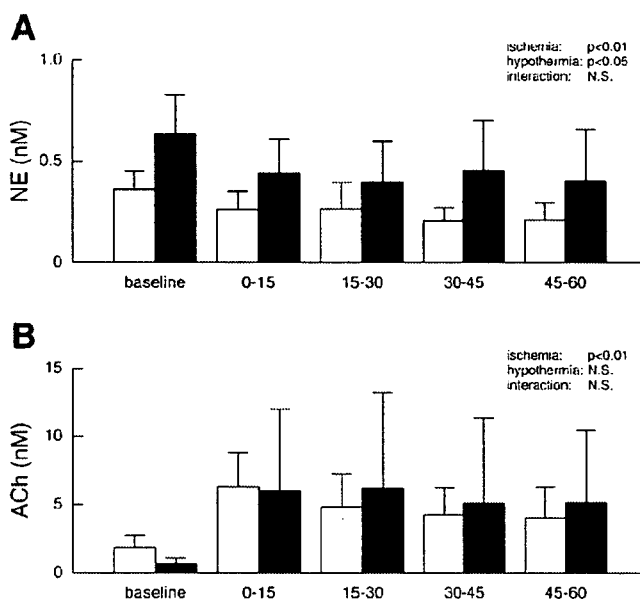 A
ischemia: p<0.01
hypothermia: p<0.05
interaction: N.S.
1.0
0.5
0
NE (nM)
baseline 0-15 15-30 30-45 45-60
B
ischemia: p<0.01
hypothermia: N.S.
interaction: N.S.
15
10
5
0
ACh (nM)
baseline 0-15 15-30 30-45 45-60